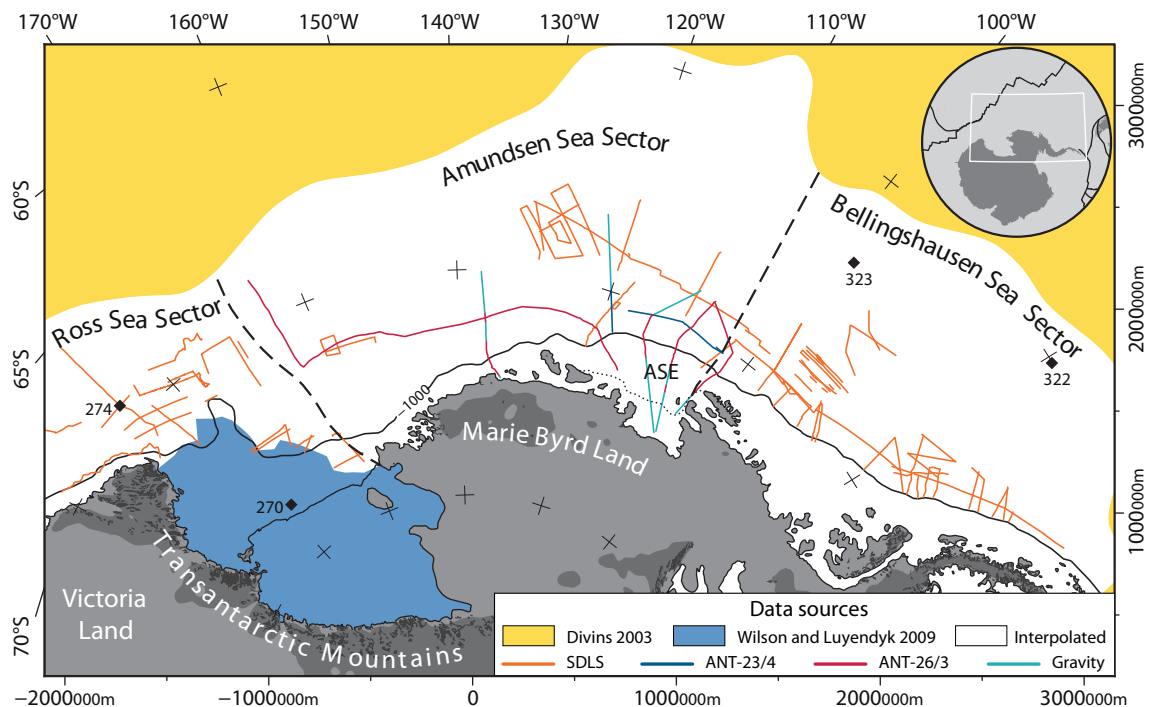 170°W 160°W 150°W 140°W 130°W 120°W 110°W 100°W
3000000m
Amundsen Sea Sector
60°S
Bellingshausen Sea Sector
323
Ross Sea Sector
2000000m
65°S
ASE
322
274
-1000
Marie Byrd Land
270
1000000m
Transantarctic Mountains
Victoria
Land
70°S
Data sources
Divins 2003 Wilson and Luyendyk 2009 Interpolated
SDLS ANT-23/4 ANT-26/3 Gravity
-2000000m -1000000m 0 1000000m 2000000m 3000000m